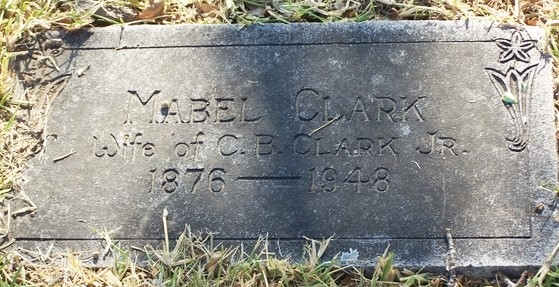 MABEL CLARK
Wife of C. B. CLARK JR.
1876 — 1948